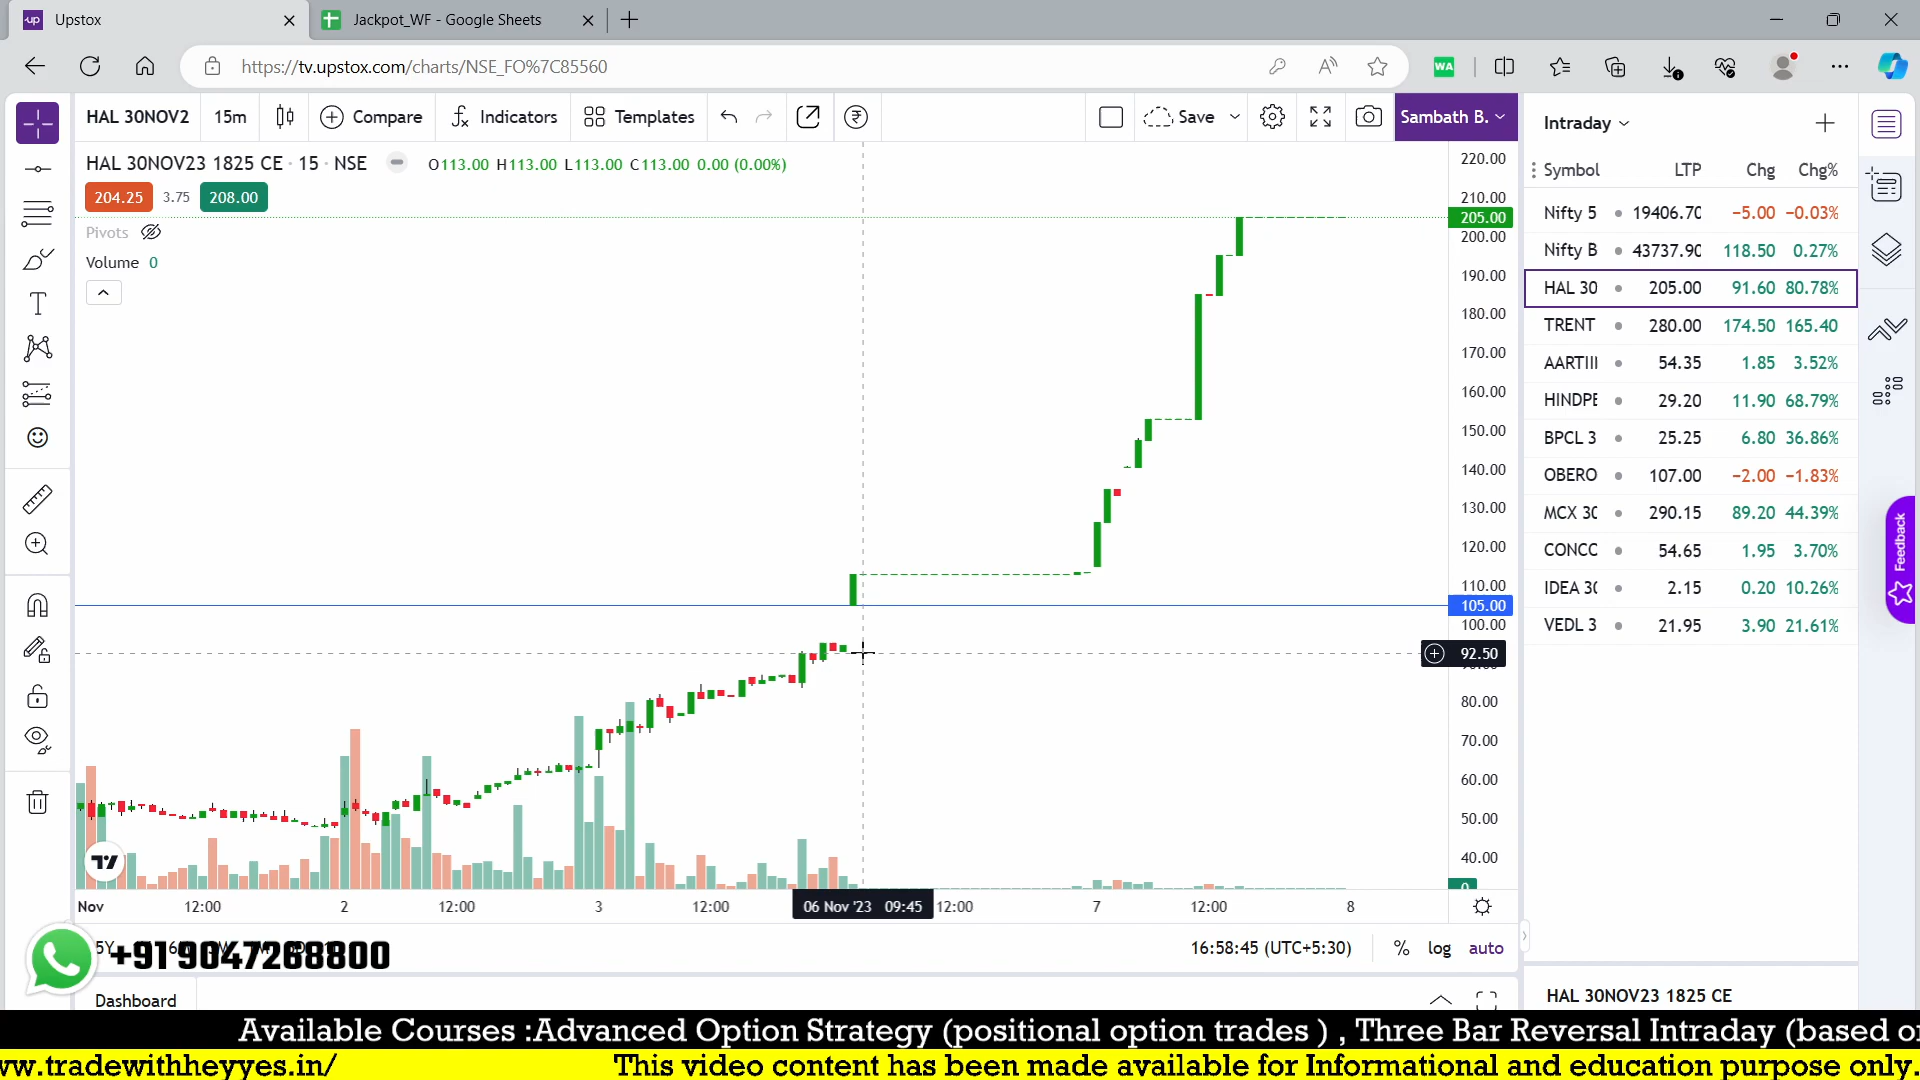 up Upstox
Jackpot_WF - Google Sheets
https://tv.upstox.com/charts/NSE_FO%7C85560
WA
HAL 30NOV2 15m Compare Indicators Templates Save Sambath B.
HAL 30NOV23 1825 CE · 15 · NSE O113.00 H113.00 L113.00 C113.00 0.00 (0.00%)
204.25 3.75 208.00
Pivots
Volume 0
220.00
210.00
205.00
200.00
190.00
180.00
170.00
160.00
150.00
140.00
130.00
120.00
110.00
105.00
100.00
92.50
80.00
70.00
60.00
50.00
40.00
0
Nov 12:00 2 12:00 3 12:00 06 Nov '23 09:45 12:00 7 12:00 8
5Y
16:58:45 (UTC+5:30) % log auto
+91 9047268800
Dashboard
Intraday
Symbol LTP Chg Chg%
Nifty 5 19406.70 −5.00 −0.03%
Nifty B 43737.90 118.50 0.27%
HAL 30 205.00 91.60 80.78%
TRENT 280.00 174.50 165.40
AARTIII 54.35 1.85 3.52%
HINDPE 29.20 11.90 68.79%
BPCL 3 25.25 6.80 36.86%
OBERO 107.00 −2.00 −1.83%
MCX 30 290.15 89.20 44.39%
CONCC 54.65 1.95 3.70%
IDEA 30 2.15 0.20 10.26%
VEDL 3 21.95 3.90 21.61%
Feedback
HAL 30NOV23 1825 CE
Available Courses :Advanced Option Strategy (positional option trades ) , Three Bar Reversal Intraday (based o
ww.tradewithheyyes.in/ This video content has been made available for Informational and education purpose only.